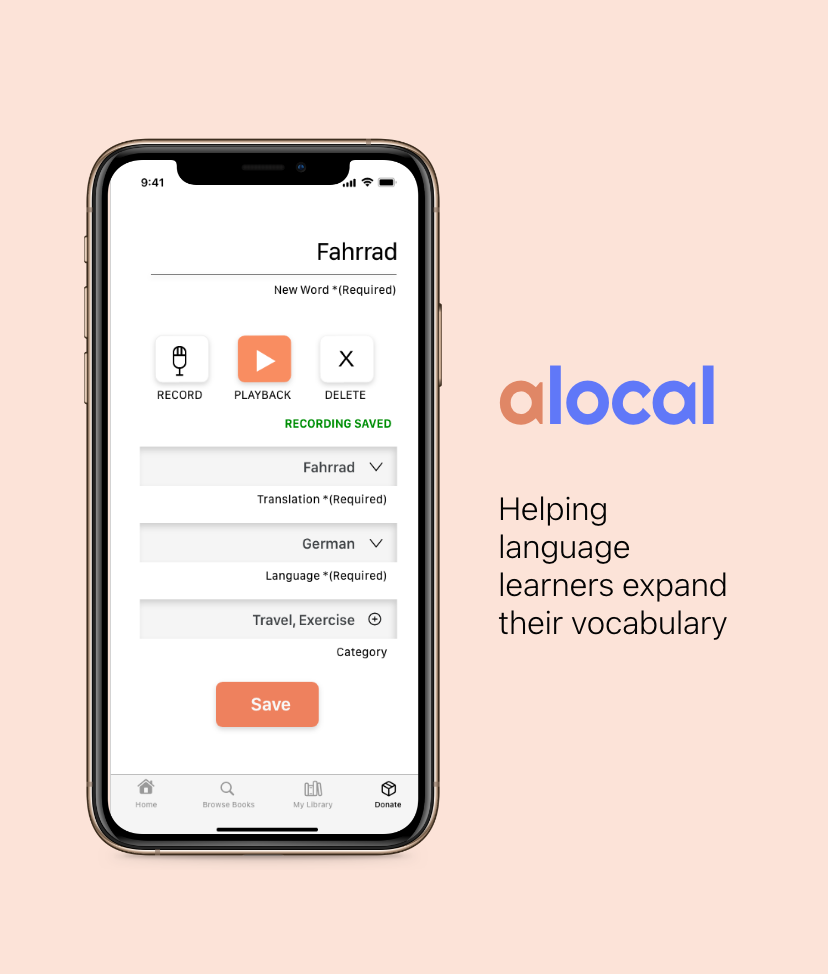 9:41
Fahrrad
New Word *(Required)
X
RECORD PLAYBACK DELETE
RECORDING SAVED
Fahrrad
Translation *(Required)
German
Language *(Required)
Travel, Exercise
Category
Save
Home Browse Books My Library Donate
alocal
Helping
language
learners expand
their vocabulary